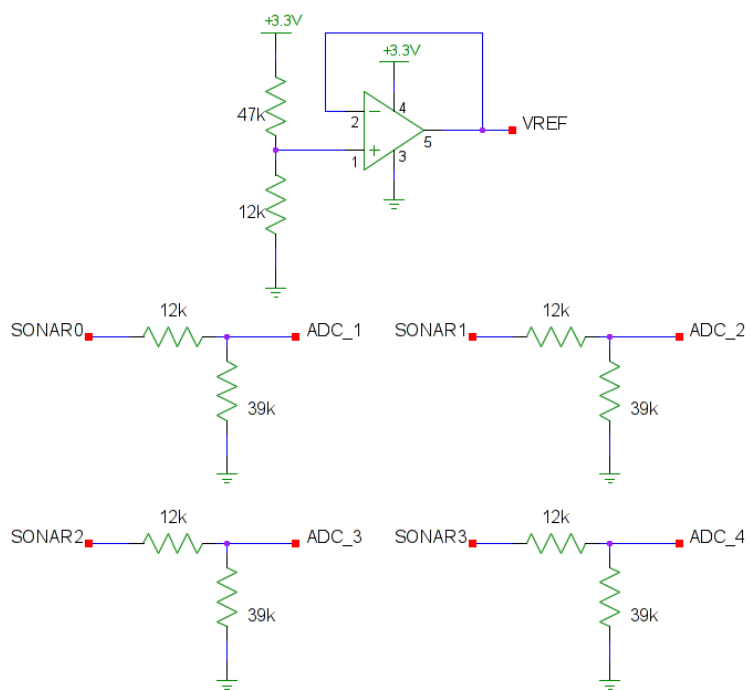 +3.3V
+3.3V
47k
2
4
VREF
1
3
5
12k
12k
12k
SONAR0
ADC_1
SONAR1
ADC_2
39k
39k
12k
12k
SONAR2
ADC_3
SONAR3
ADC_4
39k
39k